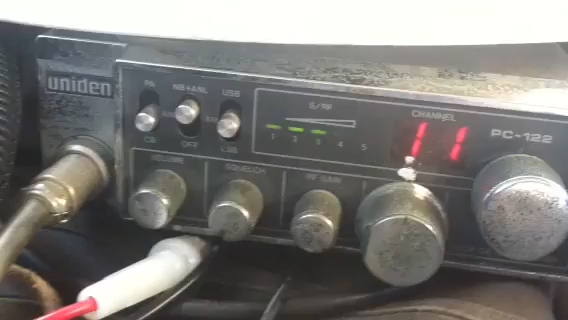 uniden
PA NB+ANL USB
CB OFF LSB
S/RF
1 2 3 4 5
CHANNEL
11
PC-122
VOLUME SQUELCH RF GAIN